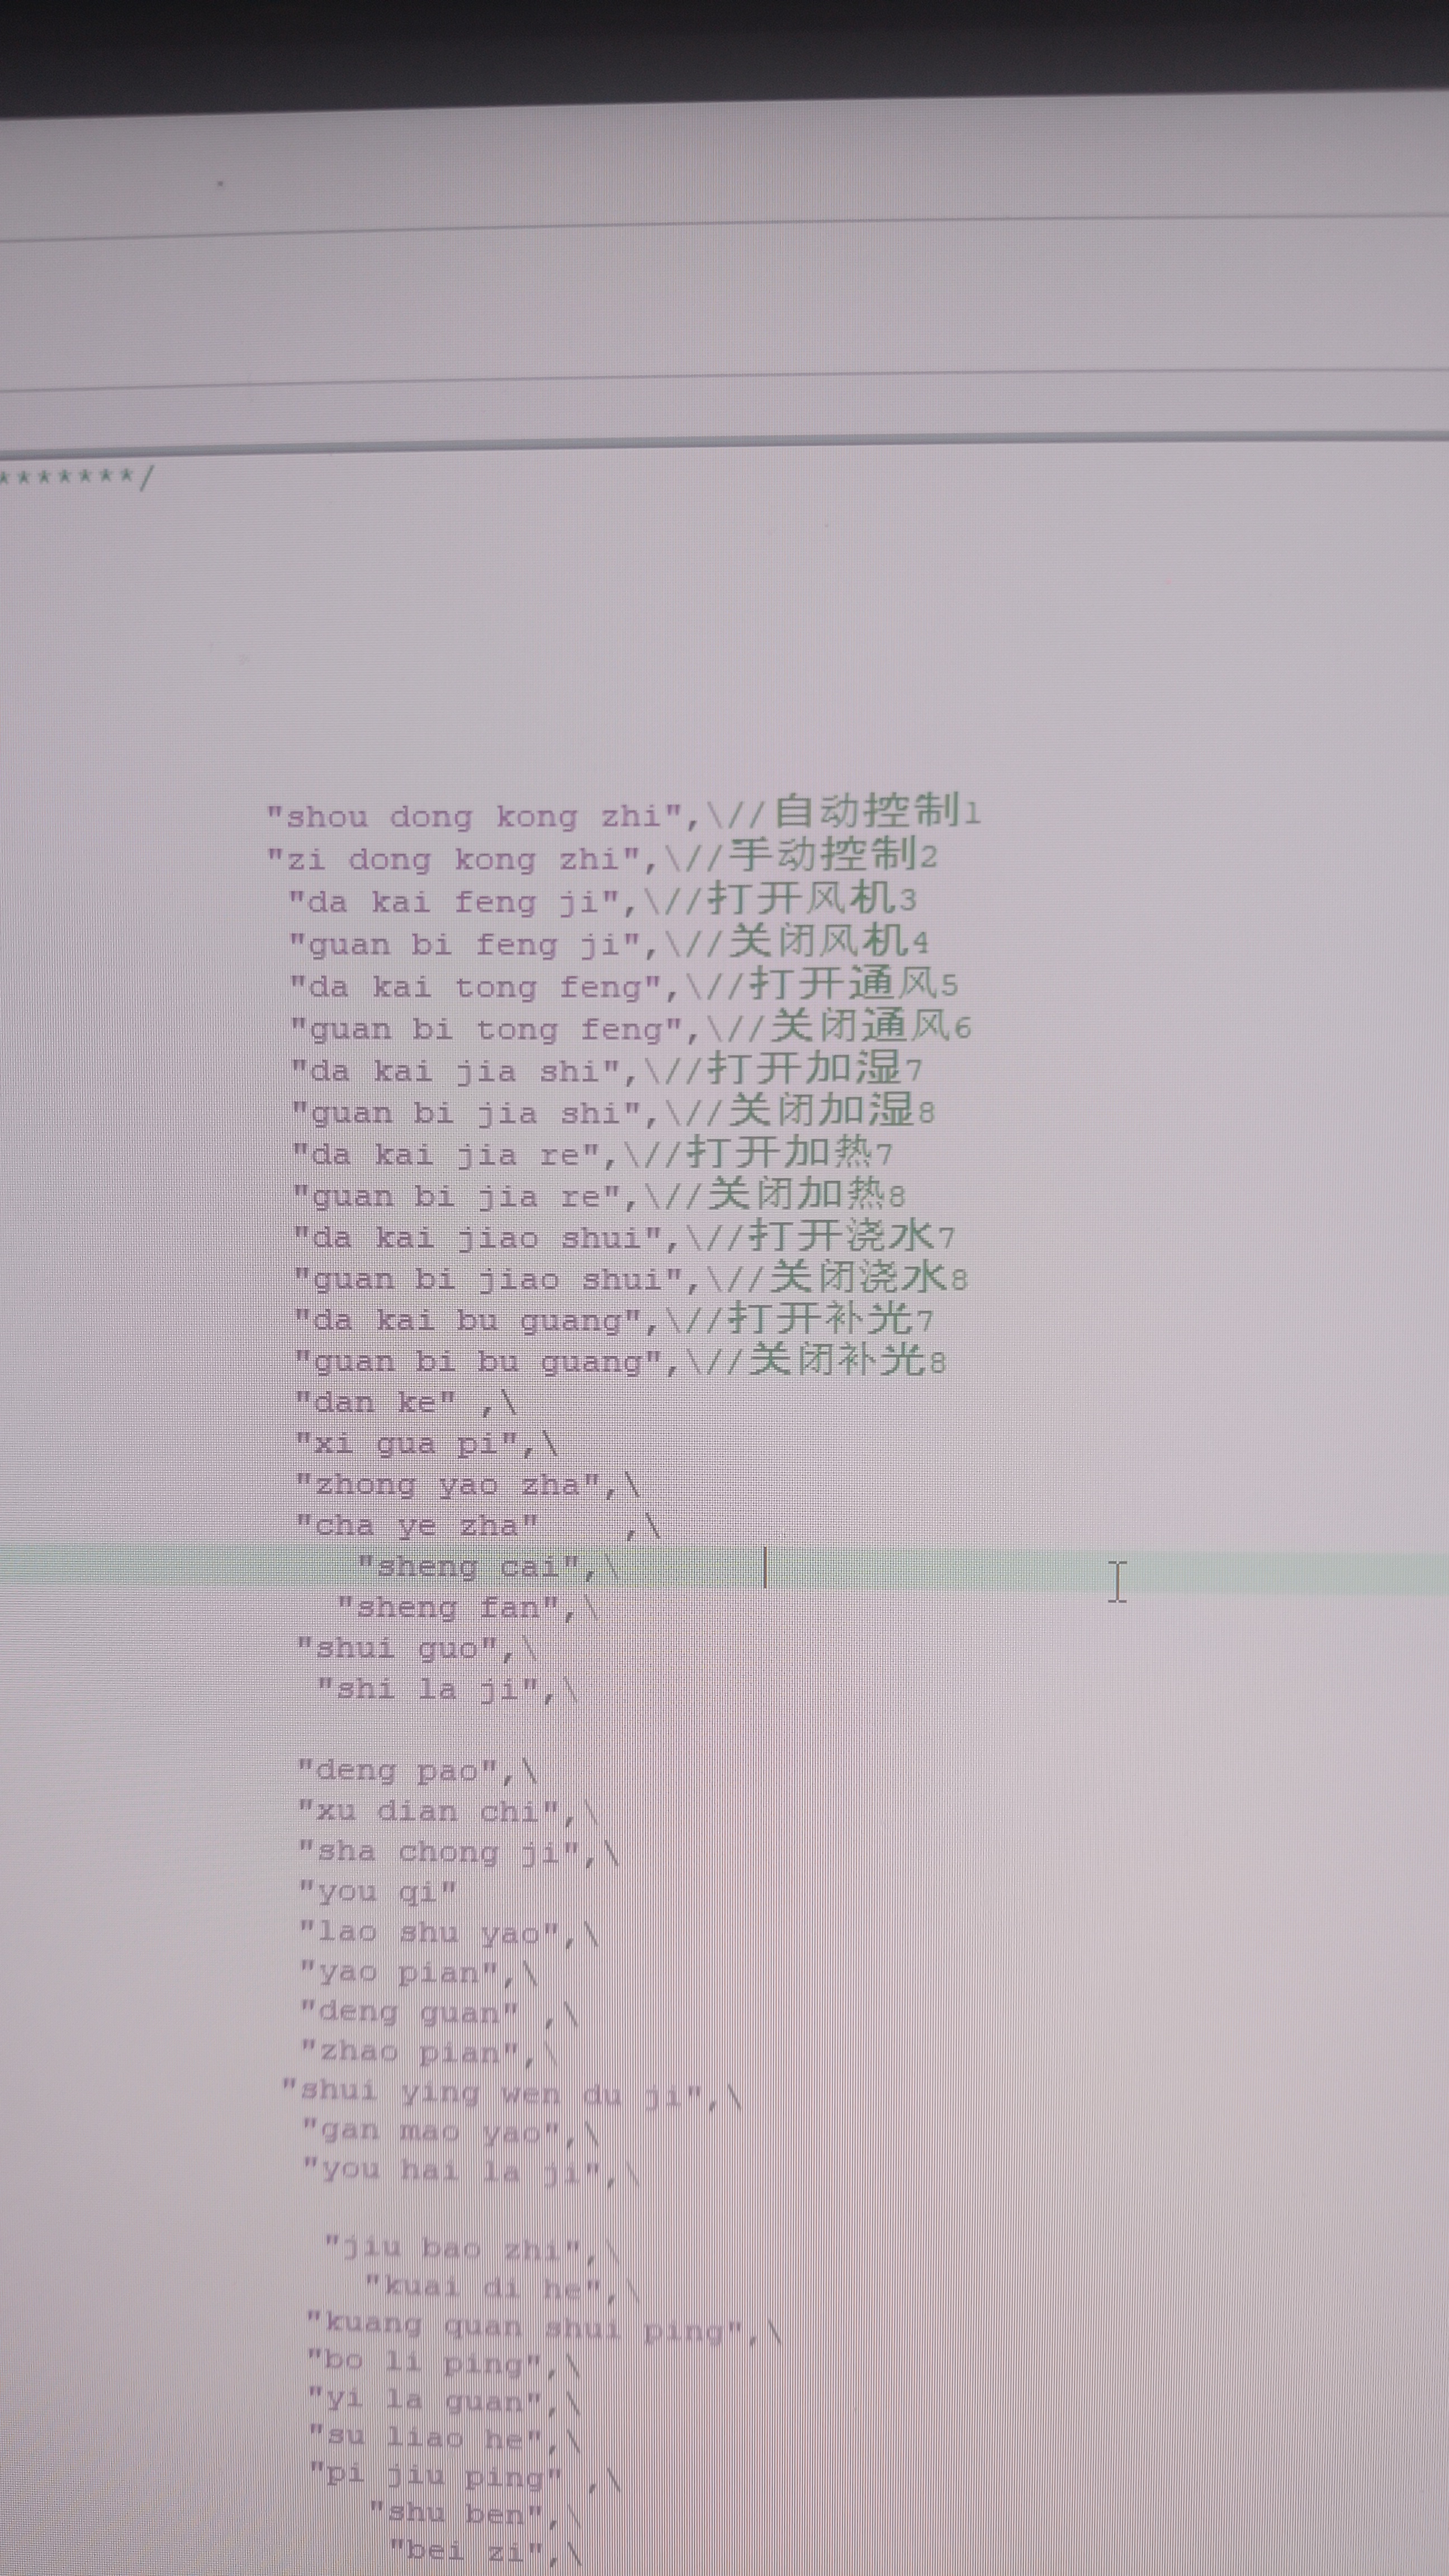 *******/
"shou dong kong zhi",\//自动控制1
"zi dong kong zhi",\//手动控制2
"da kai feng ji",\//打开风机3
"guan bi feng ji",\//关闭风机4
"da kai tong feng",\//打开通风5
"guan bi tong feng",\//关闭通风6
"da kai jia shi",\//打开加湿7
"guan bi jia shi",\//关闭加湿8
"da kai jia re",\//打开加热7
"guan bi jia re",\//关闭加热8
"da kai jiao shui",\//打开浇水7
"guan bi jiao shui",\//关闭浇水8
"da kai bu guang",\//打开补光7
"guan bi bu guang",\//关闭补光8
"dan ke" ,\
"xi gua pi",\
"zhong yao zha",\
"cha ye zha"    ,\
"sheng cai",\
"sheng fan",\
"shui guo",\
"shi la ji",\
"deng pao",\
"xu dian chi",\
"sha chong ji",\
"you qi"
"lao shu yao",\
"yao pian",\
"deng guan" ,\
"zhao pian",\
"shui ying wen du ji",\
"gan mao yao",\
"you hai la ji",\
"jiu bao zhi",\
"kuai di he",\
"kuang quan shui ping",\
"bo li ping",\
"yi la guan",\
"su liao he",\
"pi jiu ping" ,\
"shu ben",\
"bei zi",\